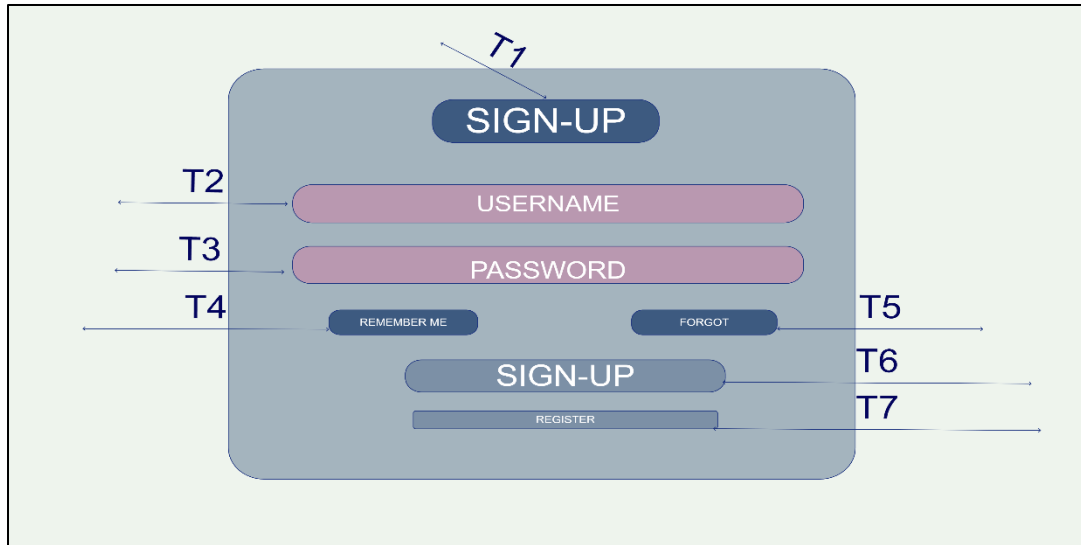 T1
SIGN-UP
T2
USERNAME
T3
PASSWORD
T4
REMEMBER ME
FORGOT
T5
SIGN-UP
T6
REGISTER
T7